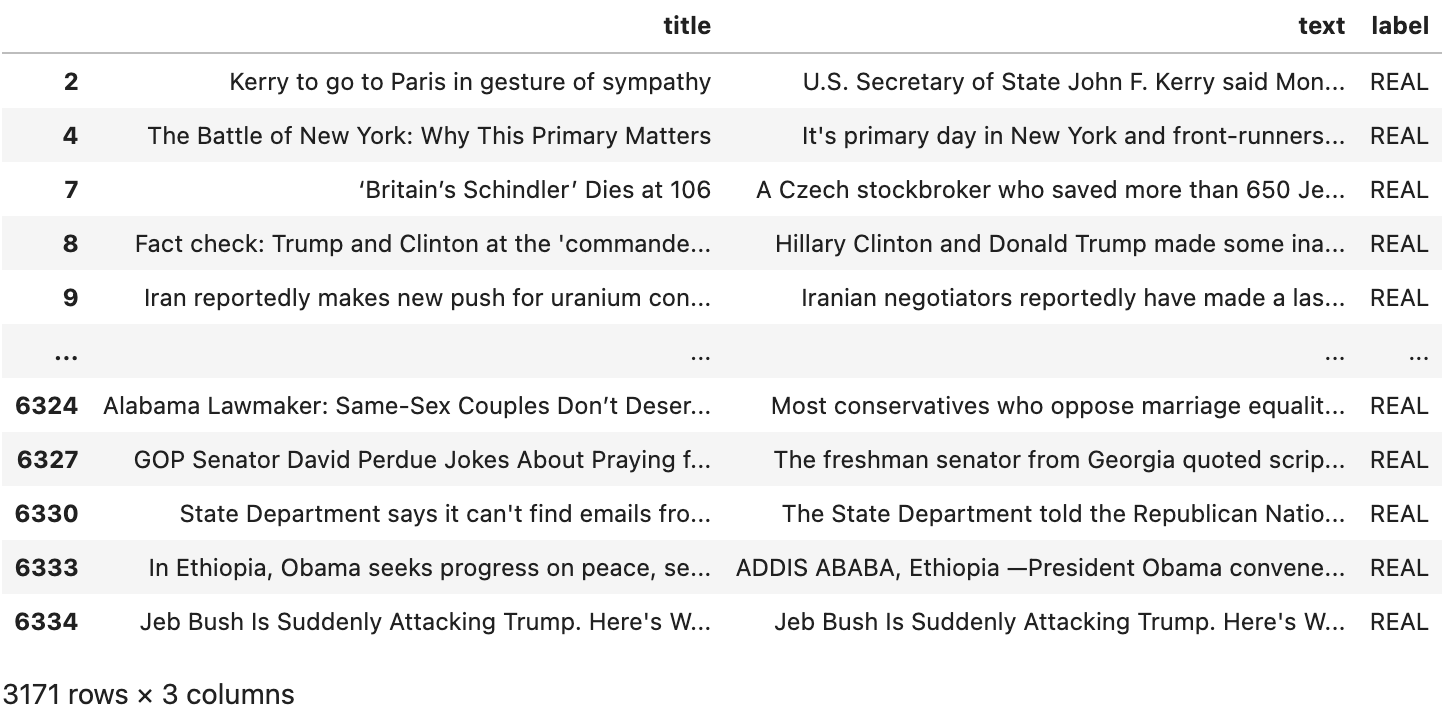 title text label
2 Kerry to go to Paris in gesture of sympathy U.S. Secretary of State John F. Kerry said Mon... REAL
4 The Battle of New York: Why This Primary Matters It's primary day in New York and front-runners... REAL
7 ‘Britain’s Schindler’ Dies at 106 A Czech stockbroker who saved more than 650 Je... REAL
8 Fact check: Trump and Clinton at the 'commande... Hillary Clinton and Donald Trump made some ina... REAL
9 Iran reportedly makes new push for uranium con... Iranian negotiators reportedly have made a las... REAL
... ... ... ...
6324 Alabama Lawmaker: Same-Sex Couples Don’t Deser... Most conservatives who oppose marriage equalit... REAL
6327 GOP Senator David Perdue Jokes About Praying f... The freshman senator from Georgia quoted scrip... REAL
6330 State Department says it can't find emails fro... The State Department told the Republican Natio... REAL
6333 In Ethiopia, Obama seeks progress on peace, se... ADDIS ABABA, Ethiopia —President Obama convene... REAL
6334 Jeb Bush Is Suddenly Attacking Trump. Here's W... Jeb Bush Is Suddenly Attacking Trump. Here's W... REAL
3171 rows × 3 columns